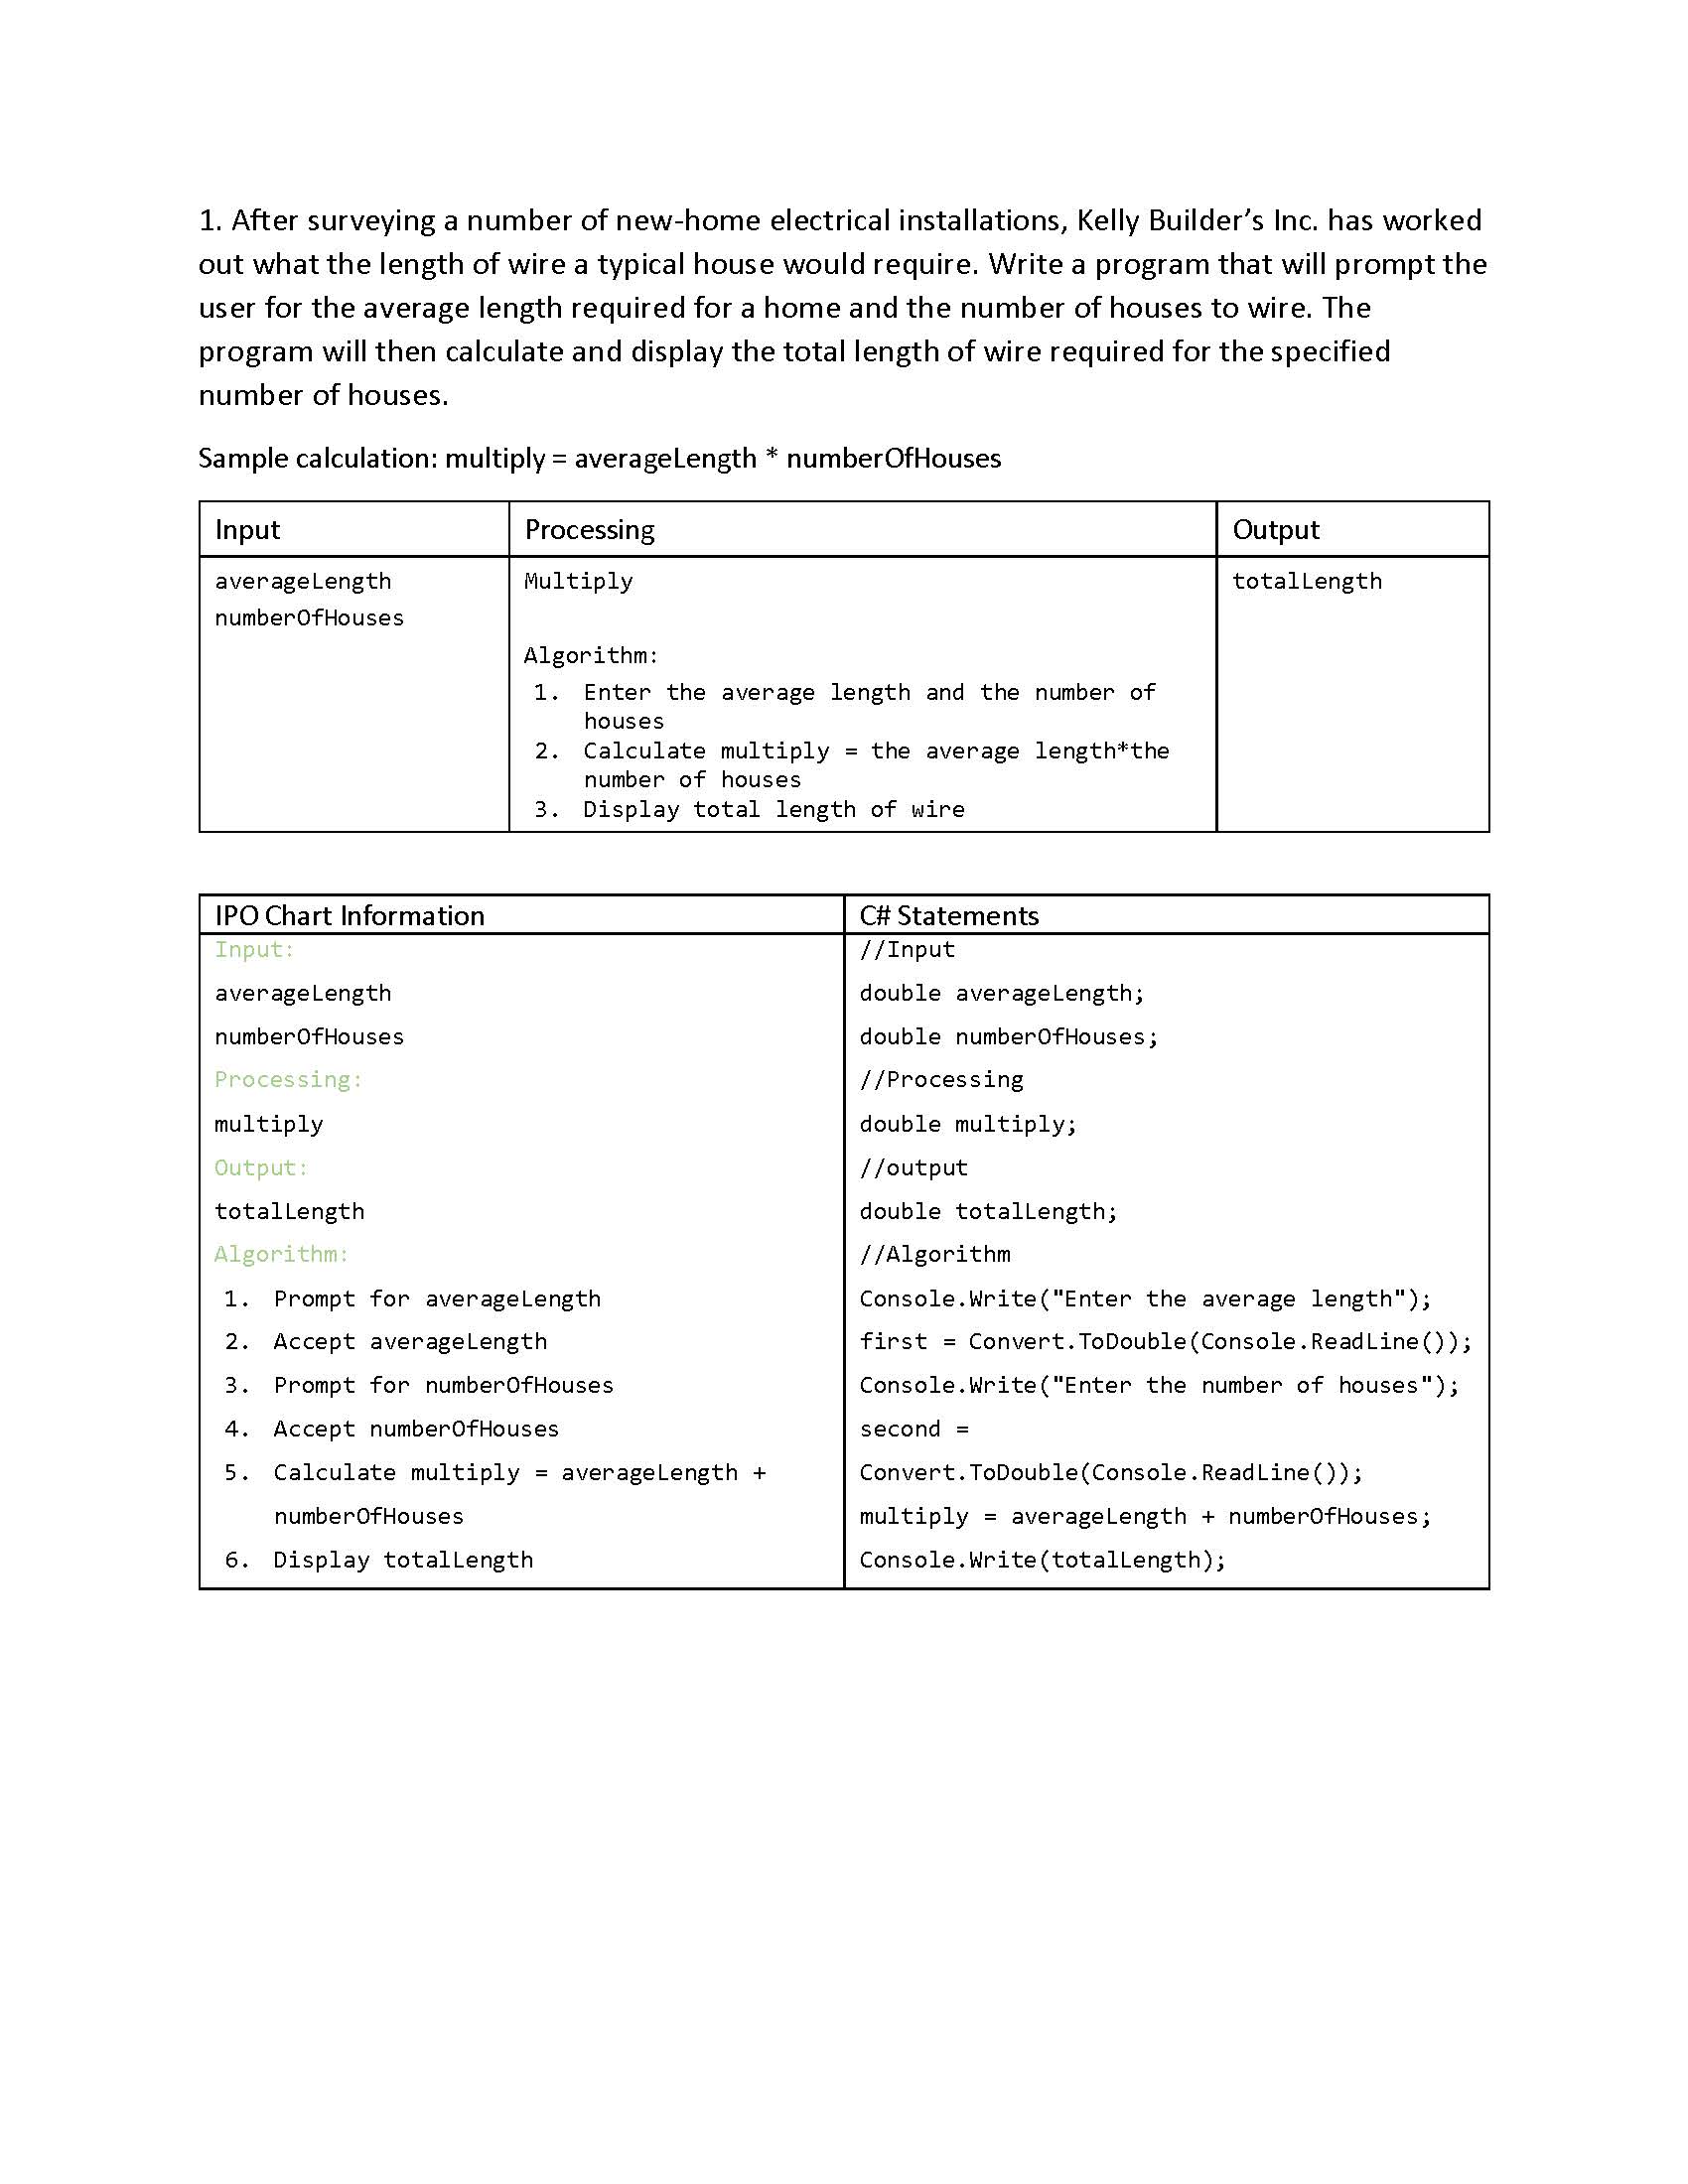 1. After surveying a number of new-home electrical installations, Kelly Builder’s Inc. has worked
out what the length of wire a typical house would require. Write a program that will prompt the
user for the average length required for a home and the number of houses to wire. The
program will then calculate and display the total length of wire required for the specified
number of houses.
Sample calculation: multiply = averageLength * numberOfHouses
Input
Processing
Output
averageLength
numberOfHouses
Multiply
Algorithm:
1. Enter the average length and the number of
houses
2. Calculate multiply = the average length*the
number of houses
3. Display total length of wire
totalLength
IPO Chart Information
C# Statements
Input:
averageLength
numberOfHouses
Processing:
multiply
Output:
totalLength
Algorithm:
1. Prompt for averageLength
2. Accept averageLength
3. Prompt for numberOfHouses
4. Accept numberOfHouses
5. Calculate multiply = averageLength +
numberOfHouses
6. Display totalLength
//Input
double averageLength;
double numberOfHouses;
//Processing
double multiply;
//output
double totalLength;
//Algorithm
Console.Write("Enter the average length");
first = Convert.ToDouble(Console.ReadLine());
Console.Write("Enter the number of houses");
second =
Convert.ToDouble(Console.ReadLine());
multiply = averageLength + numberOfHouses;
Console.Write(totalLength);